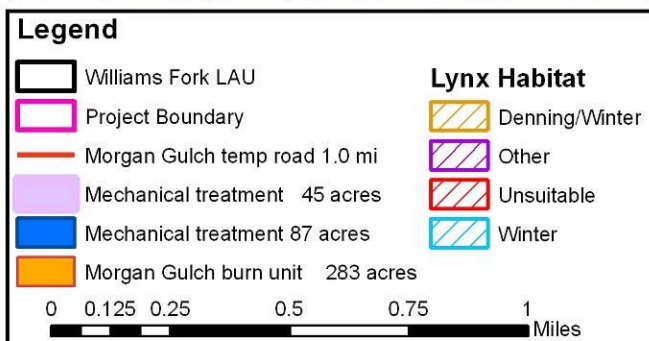 Legend
Williams Fork LAU
Project Boundary
Morgan Gulch temp road 1.0 mi
Mechanical treatment 45 acres
Mechanical treatment 87 acres
Morgan Gulch burn unit 283 acres
Lynx Habitat
Denning/Winter
Other
Unsuitable
Winter
0 0.125 0.25 0.5 0.75 1
Miles